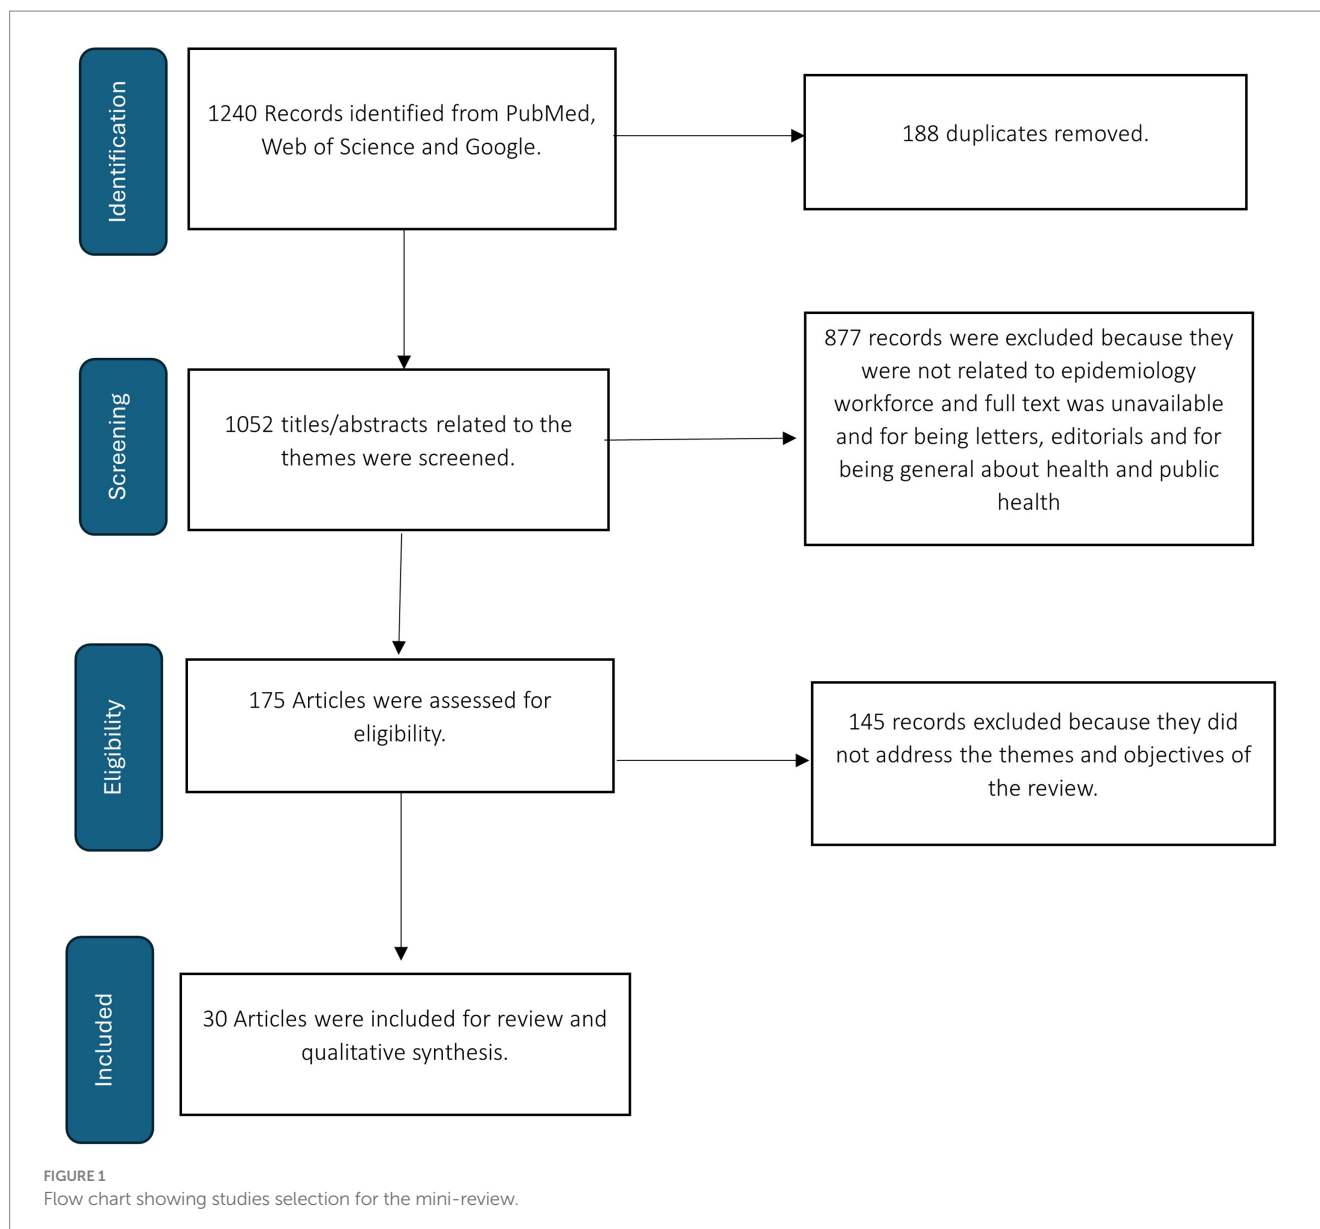 Identification
1240 Records identified from PubMed,
Web of Science and Google.
188 duplicates removed.
Screening
1052 titles/abstracts related to the
themes were screened.
877 records were excluded because they
were not related to epidemiology
workforce and full text was unavailable
and for being letters, editorials and for
being general about health and public
health
Eligibility
175 Articles were assessed for
eligibility.
145 records excluded because they did
not address the themes and objectives of
the review.
Included
30 Articles were included for review and
qualitative synthesis.
FIGURE 1
Flow chart showing studies selection for the mini-review.